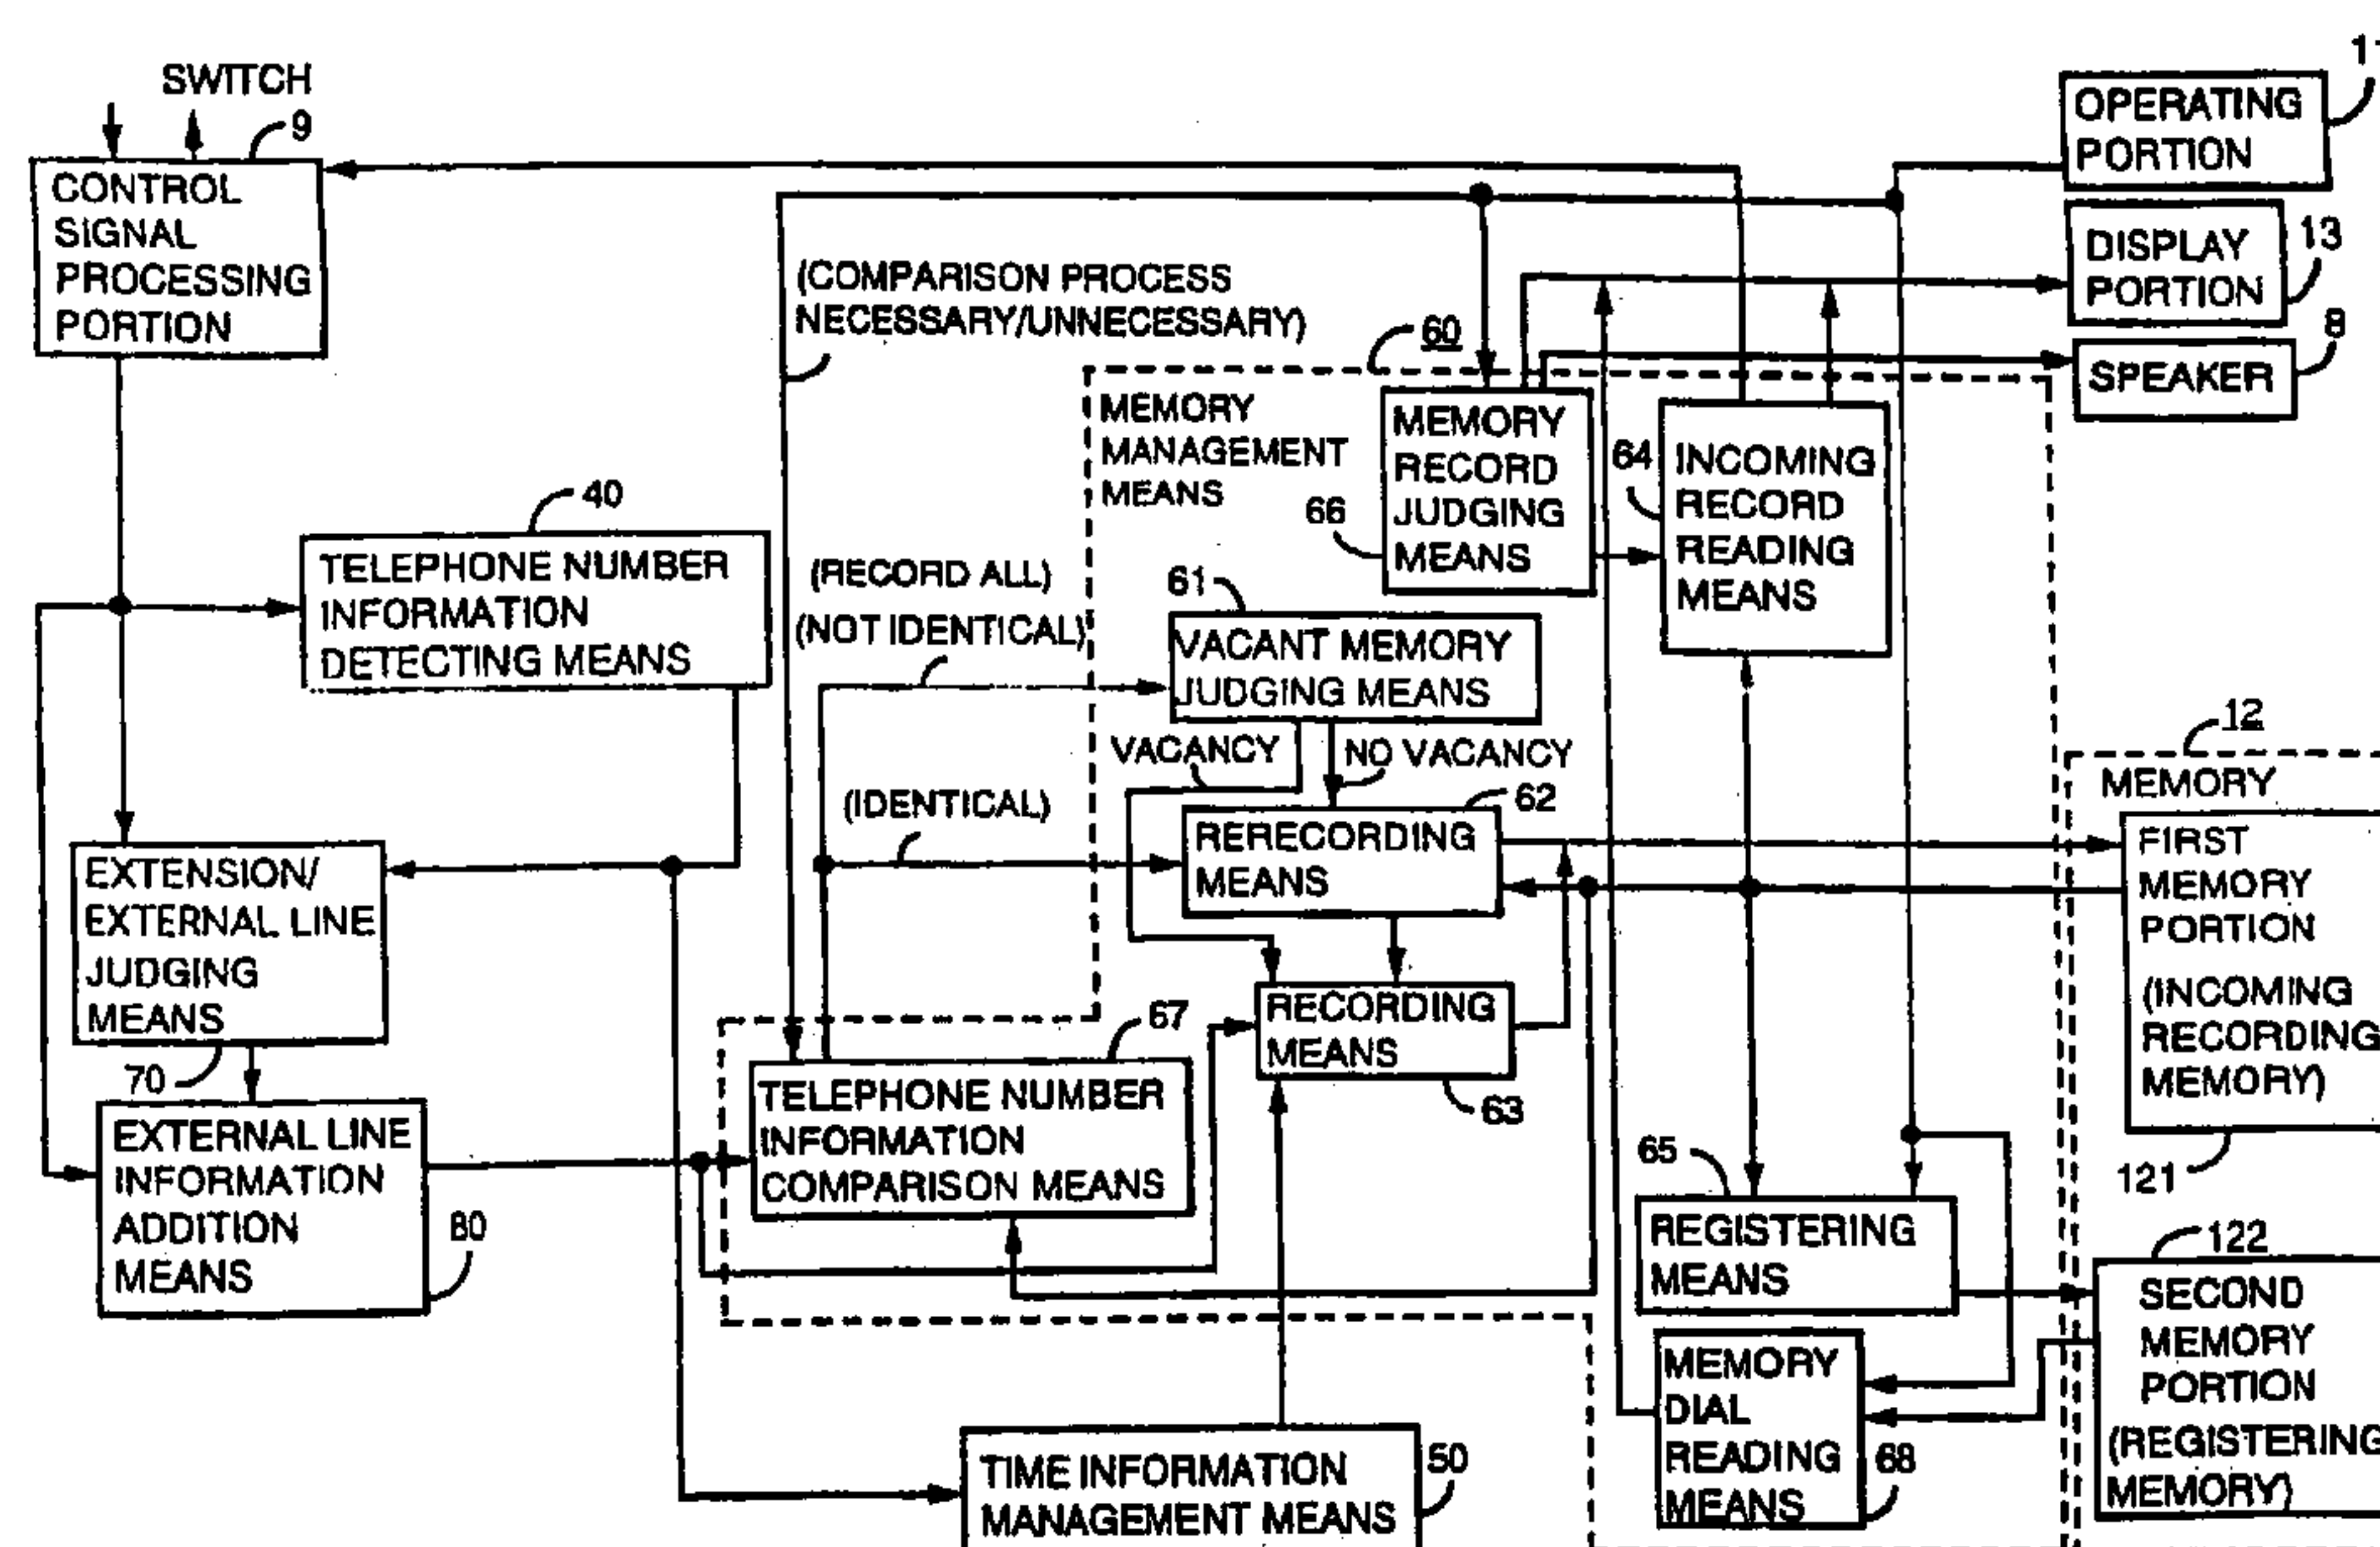 SWITCH
9
CONTROL
SIGNAL
PROCESSING
PORTION
OPERATING
PORTION
DISPLAY
PORTION
13
SPEAKER
8
(COMPARISON PROCESS
NECESSARY/UNNECESSARY)
60
MEMORY
MANAGEMENT
MEANS
MEMORY
RECORD
JUDGING
MEANS
66
64
INCOMING
RECORD
READING
MEANS
40
TELEPHONE NUMBER
INFORMATION
DETECTING MEANS
(RECORD ALL)
(NOT IDENTICAL)
61
VACANT MEMORY
JUDGING MEANS
VACANCY
NO VACANCY
(IDENTICAL)
62
RERECORDING
MEANS
12
MEMORY
FIRST
MEMORY
PORTION
(INCOMING
RECORDING
MEMORY)
121
EXTENSION/
EXTERNAL LINE
JUDGING
MEANS
70
RECORDING
MEANS
63
67
TELEPHONE NUMBER
INFORMATION
COMPARISON MEANS
EXTERNAL LINE
INFORMATION
ADDITION
MEANS
80
65
REGISTERING
MEANS
122
SECOND
MEMORY
PORTION
(REGISTERING
MEMORY)
MEMORY
DIAL
READING
MEANS
68
TIME INFORMATION
MANAGEMENT MEANS
50